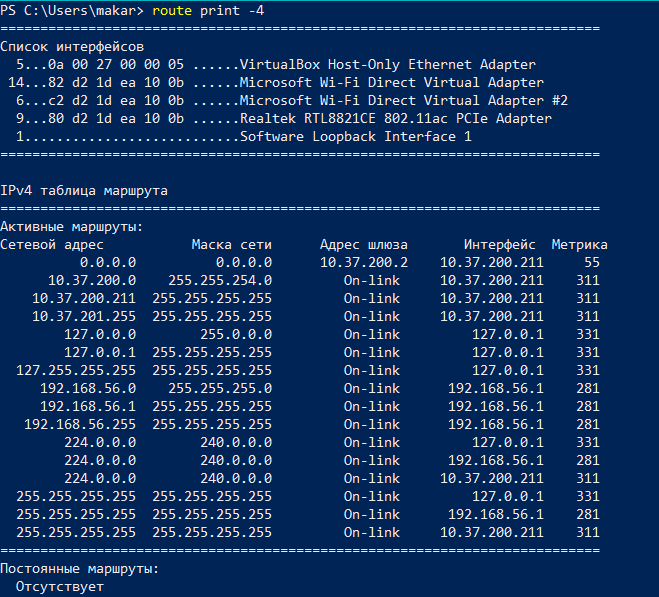 PS C:\Users\makar> route print -4
===========================================================================
Список интерфейсов
  5...0a 00 27 00 00 05 ......VirtualBox Host-Only Ethernet Adapter
 14...82 d2 1d ea 10 0b ......Microsoft Wi-Fi Direct Virtual Adapter
  6...c2 d2 1d ea 10 0b ......Microsoft Wi-Fi Direct Virtual Adapter #2
  9...80 d2 1d ea 10 0b ......Realtek RTL8821CE 802.11ac PCIe Adapter
  1...........................Software Loopback Interface 1
===========================================================================

IPv4 таблица маршрута
===========================================================================
Активные маршруты:
Сетевой адрес           Маска сети      Адрес шлюза       Интерфейс  Метрика
          0.0.0.0          0.0.0.0      10.37.200.2    10.37.200.211     55
      10.37.200.0    255.255.254.0         On-link     10.37.200.211    311
    10.37.200.211  255.255.255.255         On-link     10.37.200.211    311
    10.37.201.255  255.255.255.255         On-link     10.37.200.211    311
        127.0.0.0        255.0.0.0         On-link         127.0.0.1    331
        127.0.0.1  255.255.255.255         On-link         127.0.0.1    331
  127.255.255.255  255.255.255.255         On-link         127.0.0.1    331
     192.168.56.0    255.255.255.0         On-link      192.168.56.1    281
     192.168.56.1  255.255.255.255         On-link      192.168.56.1    281
   192.168.56.255  255.255.255.255         On-link      192.168.56.1    281
        224.0.0.0        240.0.0.0         On-link         127.0.0.1    331
        224.0.0.0        240.0.0.0         On-link      192.168.56.1    281
        224.0.0.0        240.0.0.0         On-link     10.37.200.211    311
  255.255.255.255  255.255.255.255         On-link         127.0.0.1    331
  255.255.255.255  255.255.255.255         On-link      192.168.56.1    281
  255.255.255.255  255.255.255.255         On-link     10.37.200.211    311
===========================================================================
Постоянные маршруты:
  Отсутствует